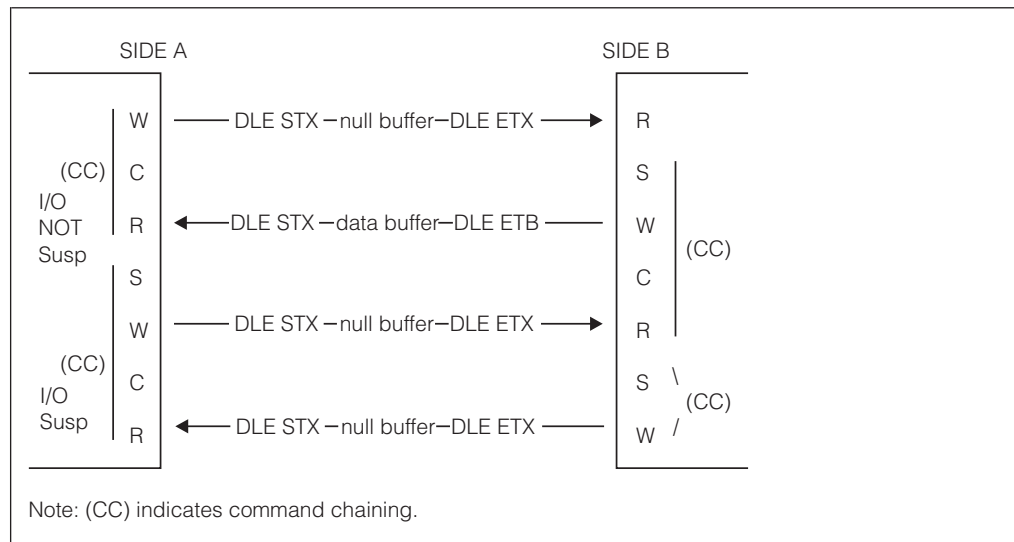 SIDE A SIDE B
W DLE STX – null buffer – DLE ETX R
(CC) C S
I/O
NOT R DLE STX – data buffer – DLE ETB W
Susp (CC)
S C
W DLE STX – null buffer – DLE ETX R
(CC) C S \
I/O (CC)
Susp R DLE STX – null buffer – DLE ETX W /
Note: (CC) indicates command chaining.